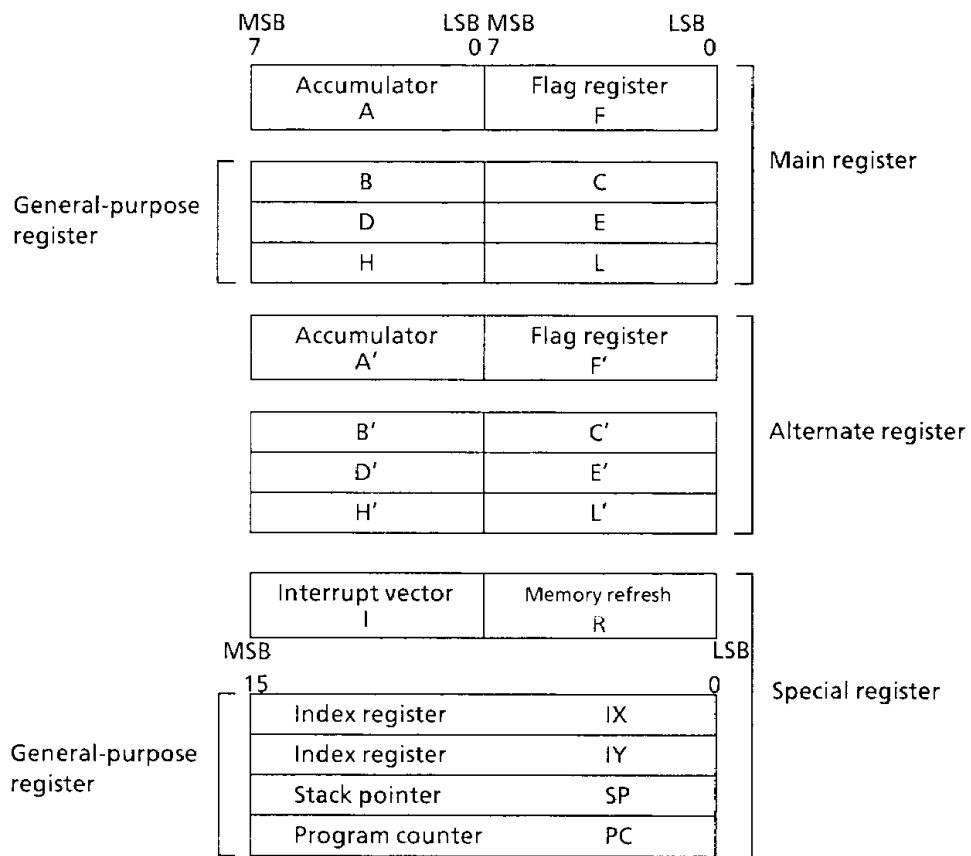 MSB LSB MSB LSB
7 0 7 0
Accumulator Flag register
A F
Main register
B C
General-purpose
register
D E
H L
Accumulator Flag register
A' F'
B' C'
Alternate register
D' E'
H' L'
Interrupt vector Memory refresh
I R
MSB LSB
15 0
Special register
Index register IX
General-purpose
register
Index register IY
Stack pointer SP
Program counter PC